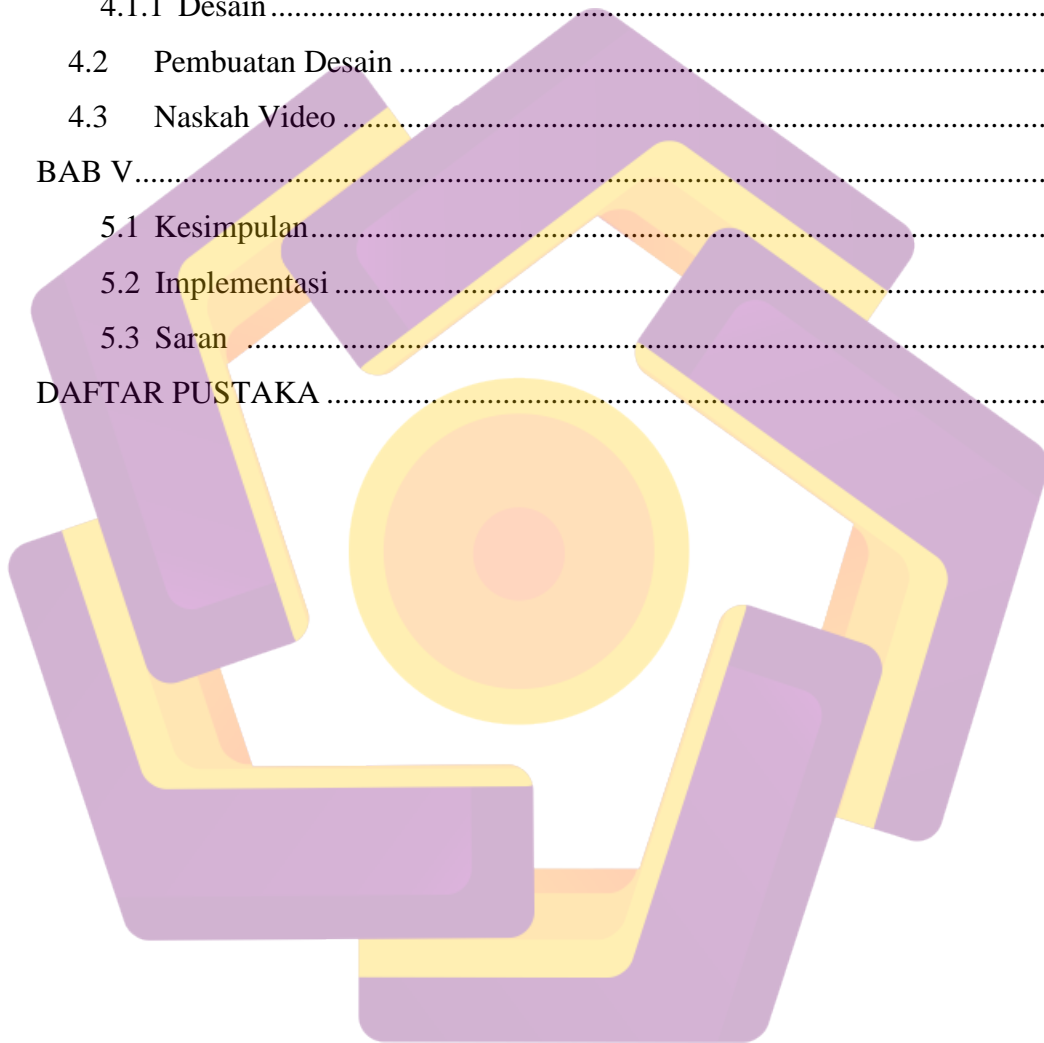 4.1.1 Desain ........................................................................
4.2 Pembuatan Desain ........................................................................
4.3 Naskah Video ........................................................................
BAB V ........................................................................
5.1 Kesimpulan ........................................................................
5.2 Implementasi ........................................................................
5.3 Saran ........................................................................
DAFTAR PUSTAKA ........................................................................